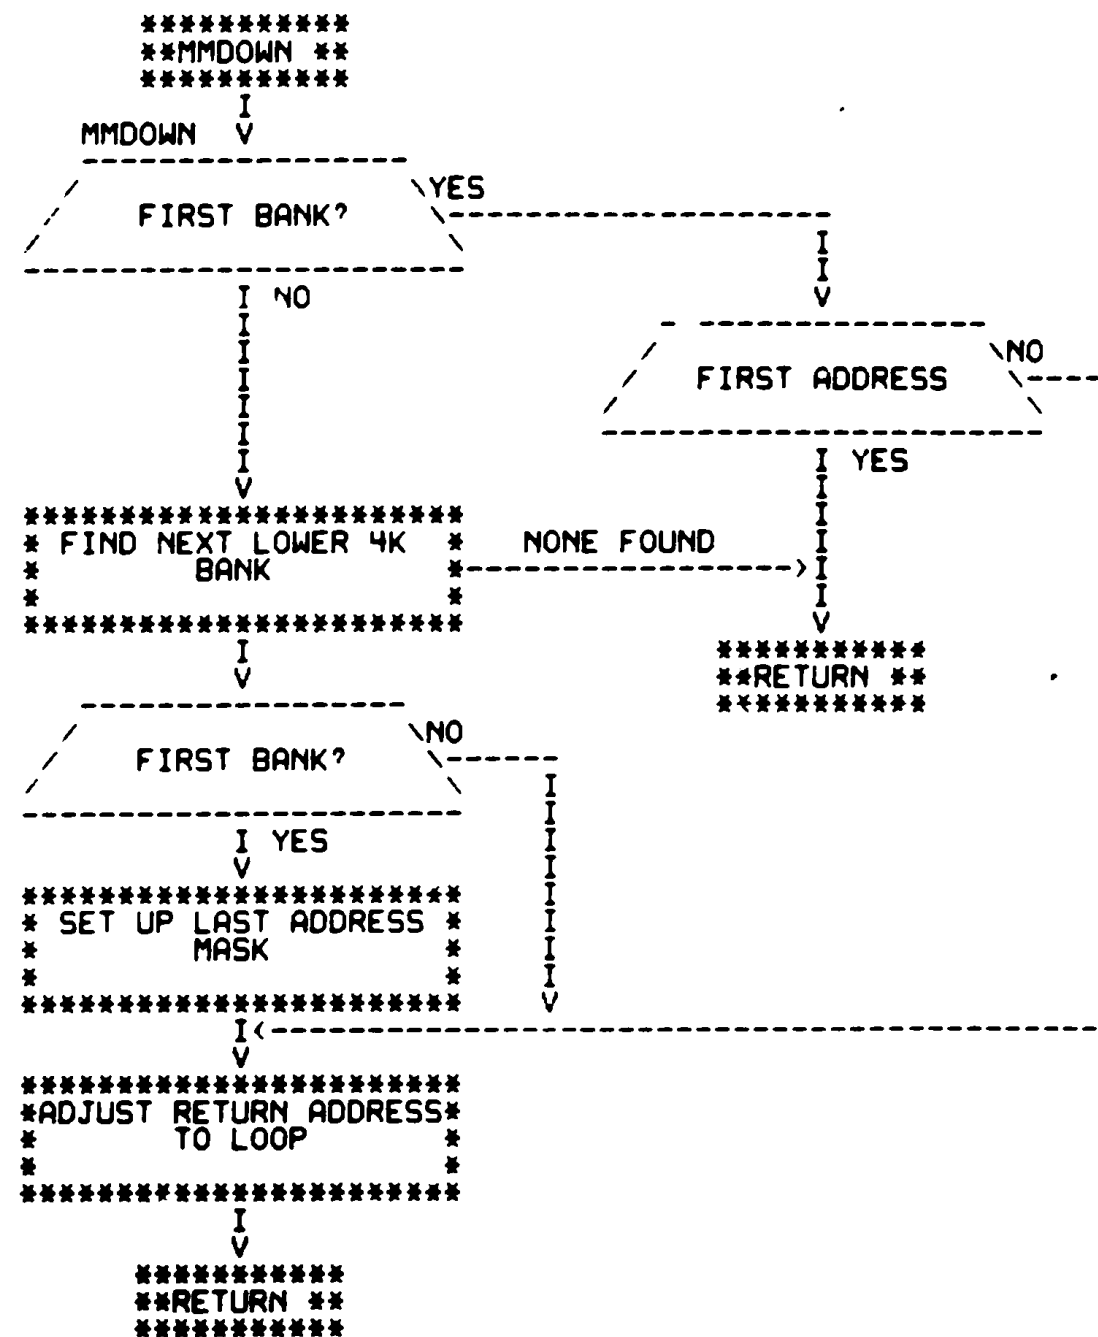 **MMDOWN **
MMDOWN
YES
FIRST BANK?
NO
NO
FIRST ADDRESS
YES
FIND NEXT LOWER 4K
BANK
NONE FOUND
**RETURN **
NO
FIRST BANK?
YES
SET UP LAST ADDRESS
MASK
ADJUST RETURN ADDRESS
TO LOOP
**RETURN **